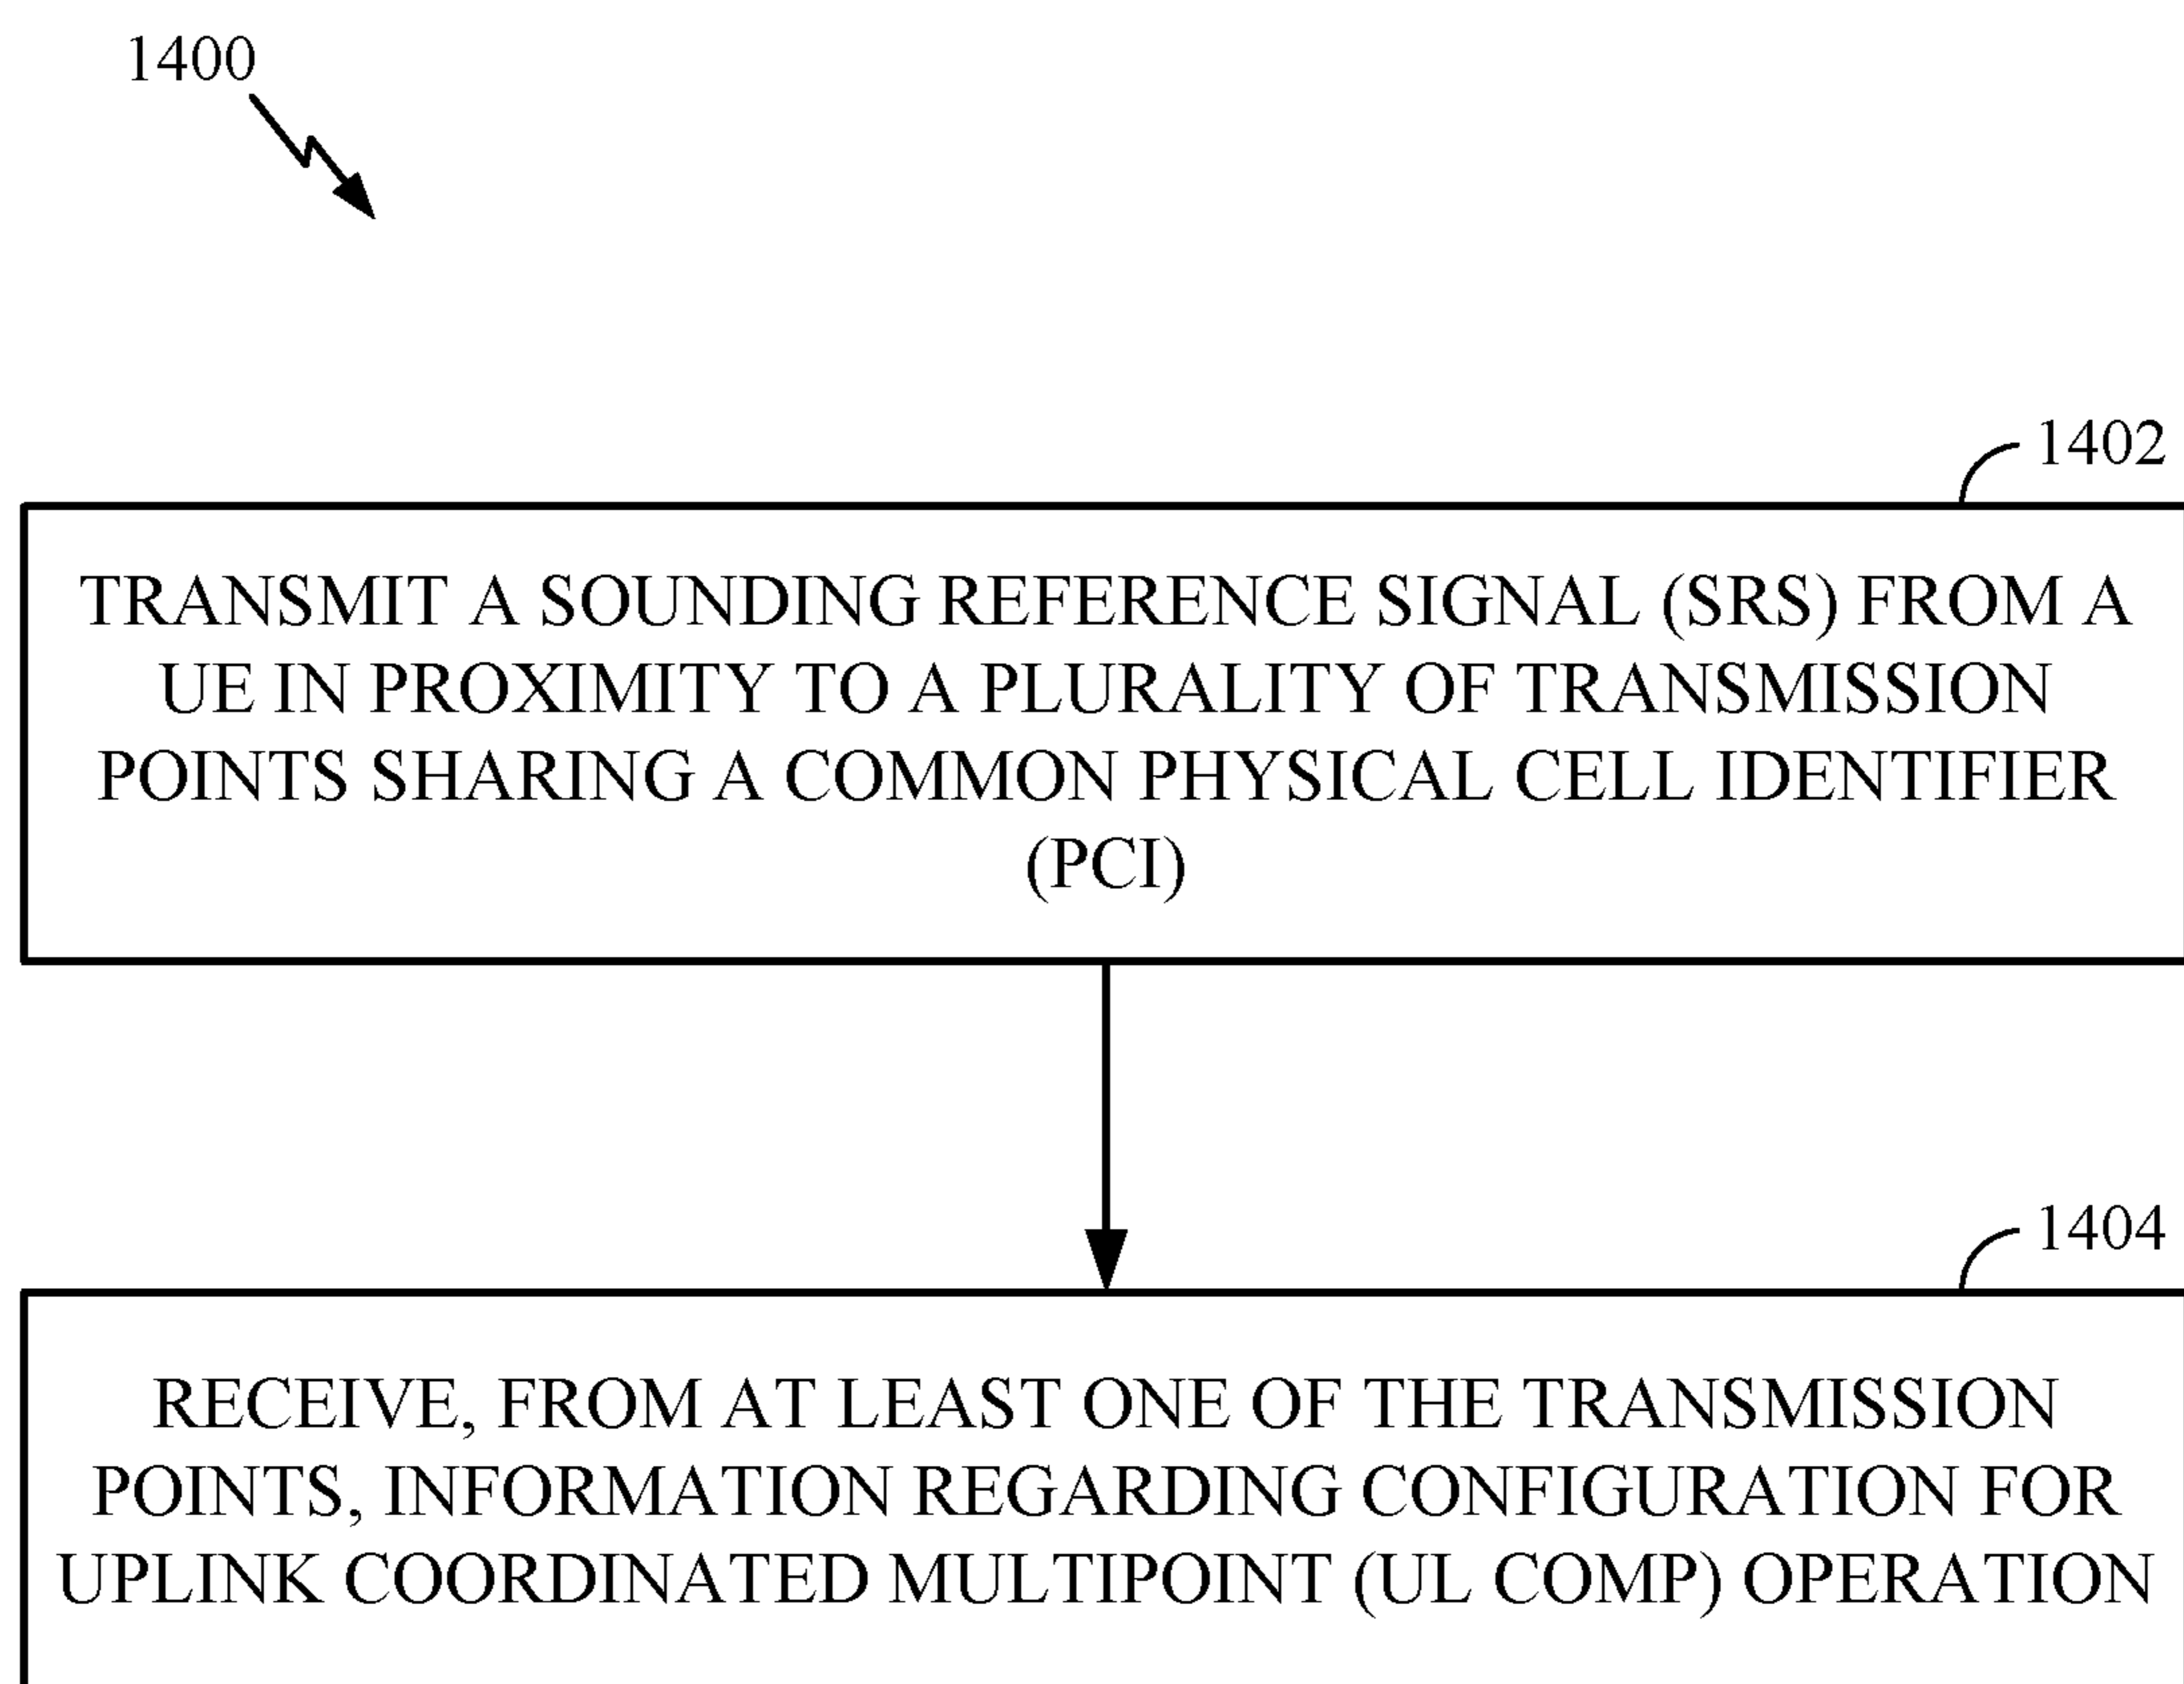 1400
1402
TRANSMIT A SOUNDING REFERENCE SIGNAL (SRS) FROM A
UE IN PROXIMITY TO A PLURALITY OF TRANSMISSION
POINTS SHARING A COMMON PHYSICAL CELL IDENTIFIER
(PCI)
1404
RECEIVE, FROM AT LEAST ONE OF THE TRANSMISSION
POINTS, INFORMATION REGARDING CONFIGURATION FOR
UPLINK COORDINATED MULTIPOINT (UL COMP) OPERATION